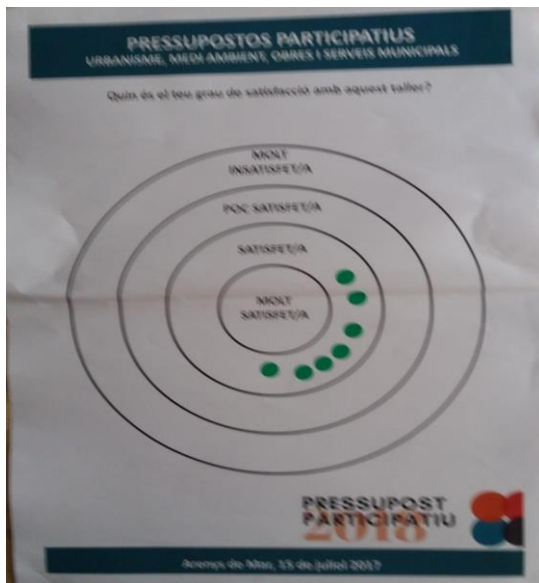 PRESSUPOSTOS PARTICIPATIUS
URBANISME, MEDI AMBIENT, OBRES I SERVEIS MUNICIPALS
Quin és el teu grau de satisfacció amb aquest taller?
MOLT
INSATISFET/A
POC SATISFET/A
SATISFET/A
MOLT
SATISFET/A
PRESSUPOST
PARTICIPATIU
2018
Arenys de Mar, 15 de juliol 2017